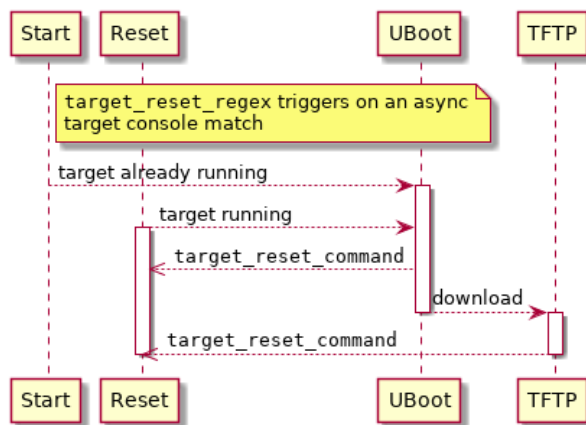 Start Reset UBoot TFTP
target_reset_regex triggers on an async
target console match
target already running
target running
target_reset_command
download
target_reset_command
Start Reset UBoot TFTP